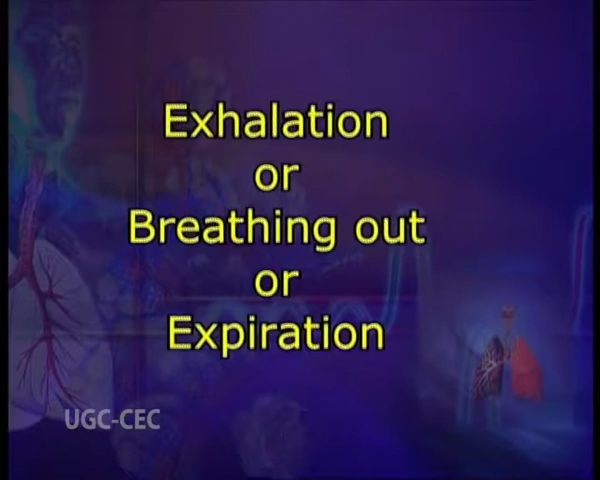 Exhalation
or
Breathing out
or
Expiration
UGC-CEC